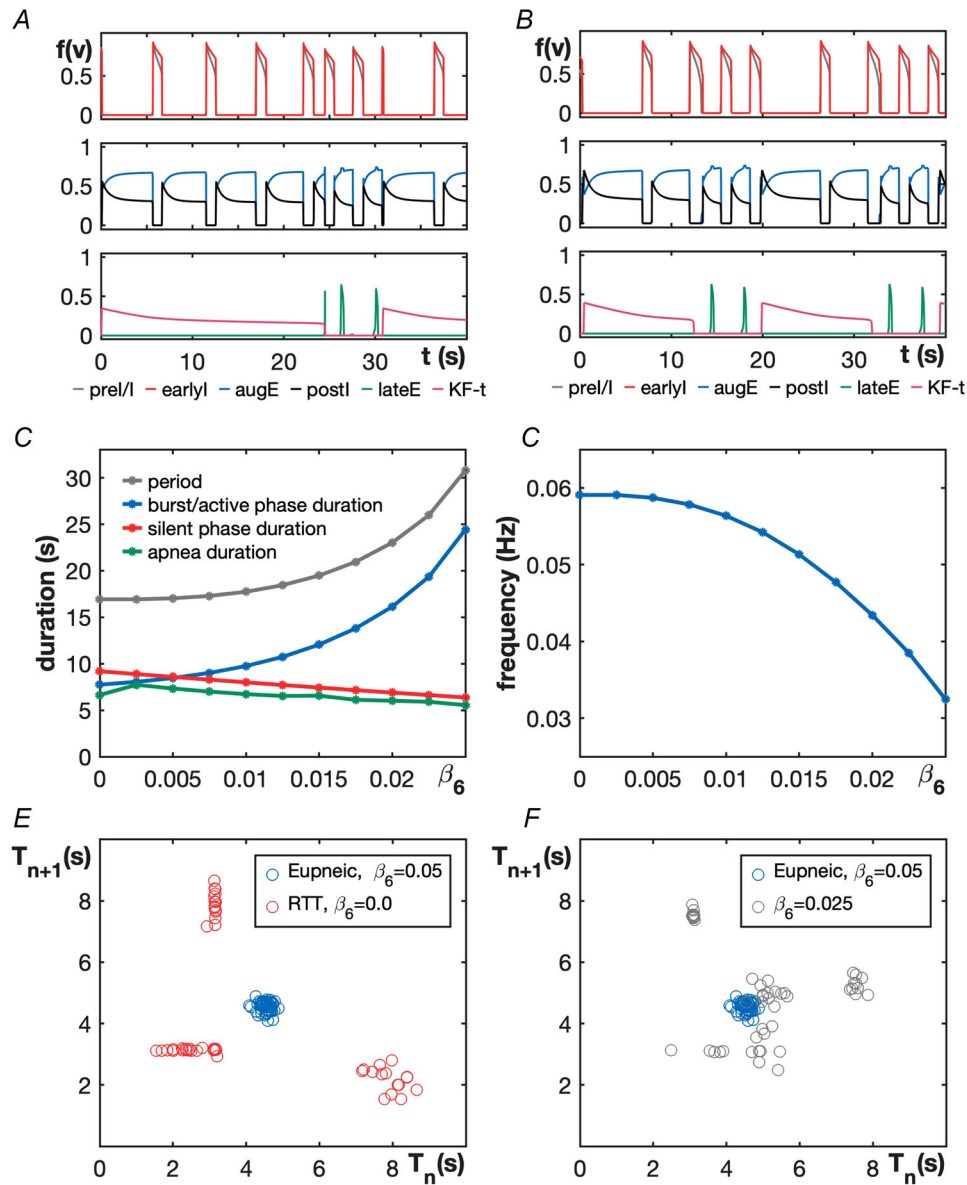 A
B
f(v)
1
0.5
0
1
0.5
0
1
0.5
0
0
10
20
30
t (s)
preI/I earlyI augE postI lateE KF-t
f(v)
1
0.5
0
1
0.5
0
1
0.5
0
0
10
20
30
t (s)
preI/I earlyI augE postI lateE KF-t
C
duration (s)
30
25
20
15
10
5
0
period
burst/active phase duration
silent phase duration
apnea duration
0
0.005
0.01
0.015
0.02
β6
C
frequency (Hz)
0.06
0.05
0.04
0.03
0
0.005
0.01
0.015
0.02
β6
E
Tn+1(s)
8
6
4
2
Eupneic, β6=0.05
RTT, β6=0.0
0
2
4
6
8
Tn(s)
F
Tn+1(s)
8
6
4
2
Eupneic, β6=0.05
β6=0.025
0
2
4
6
8
Tn(s)